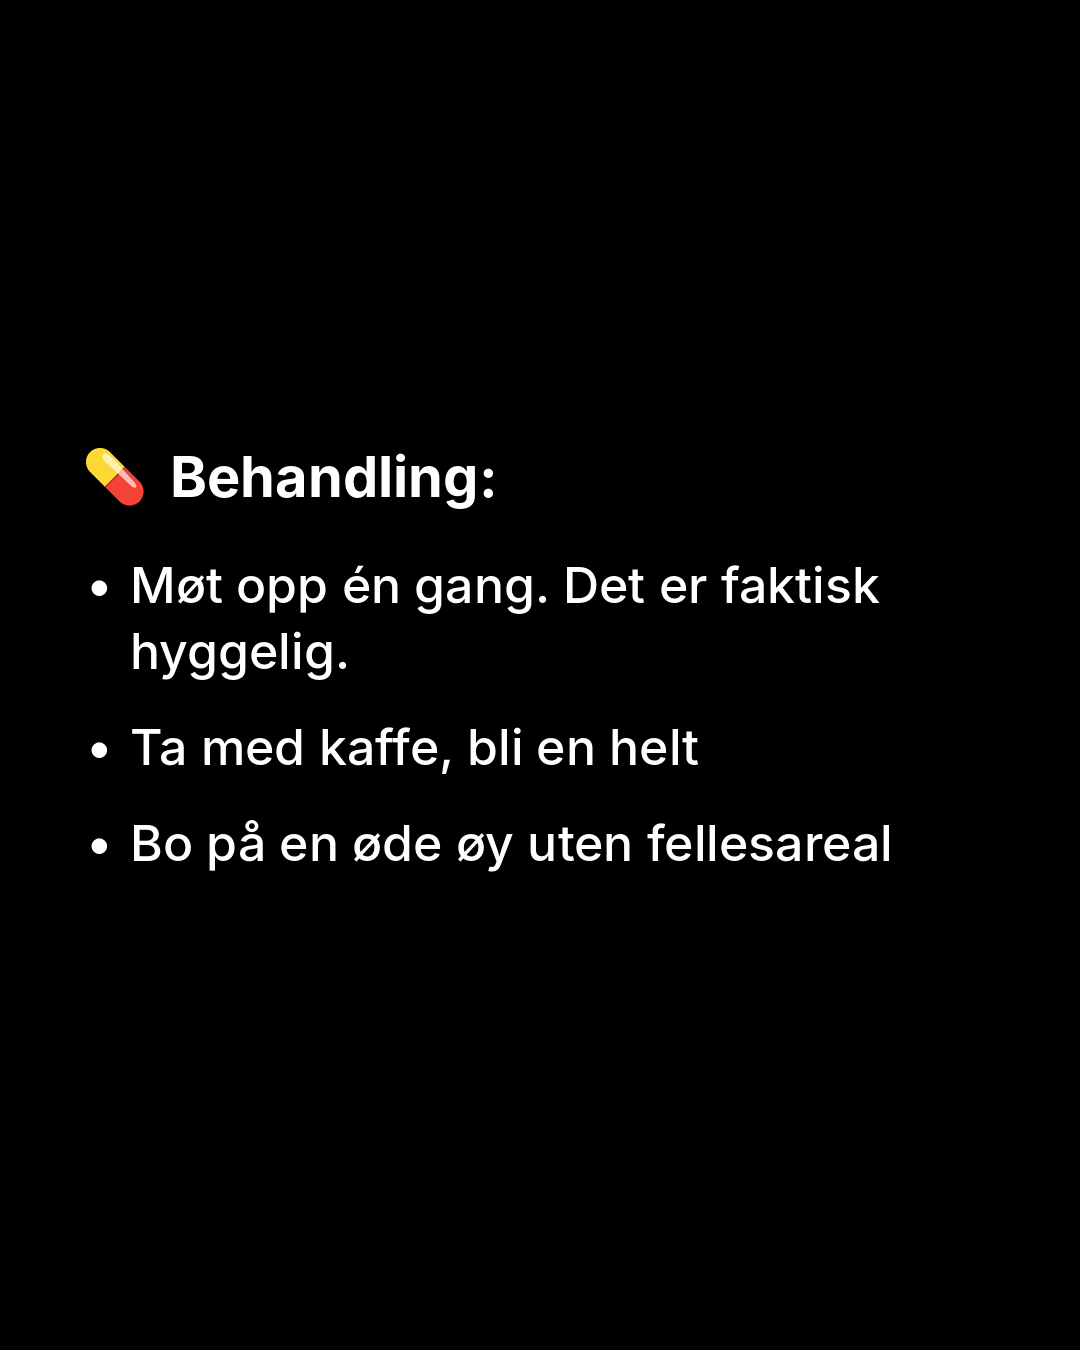 💊 Behandling:
• Møt opp én gang. Det er faktisk
hyggelig.
• Ta med kaffe, bli en helt
• Bo på en øde øy uten fellesareal